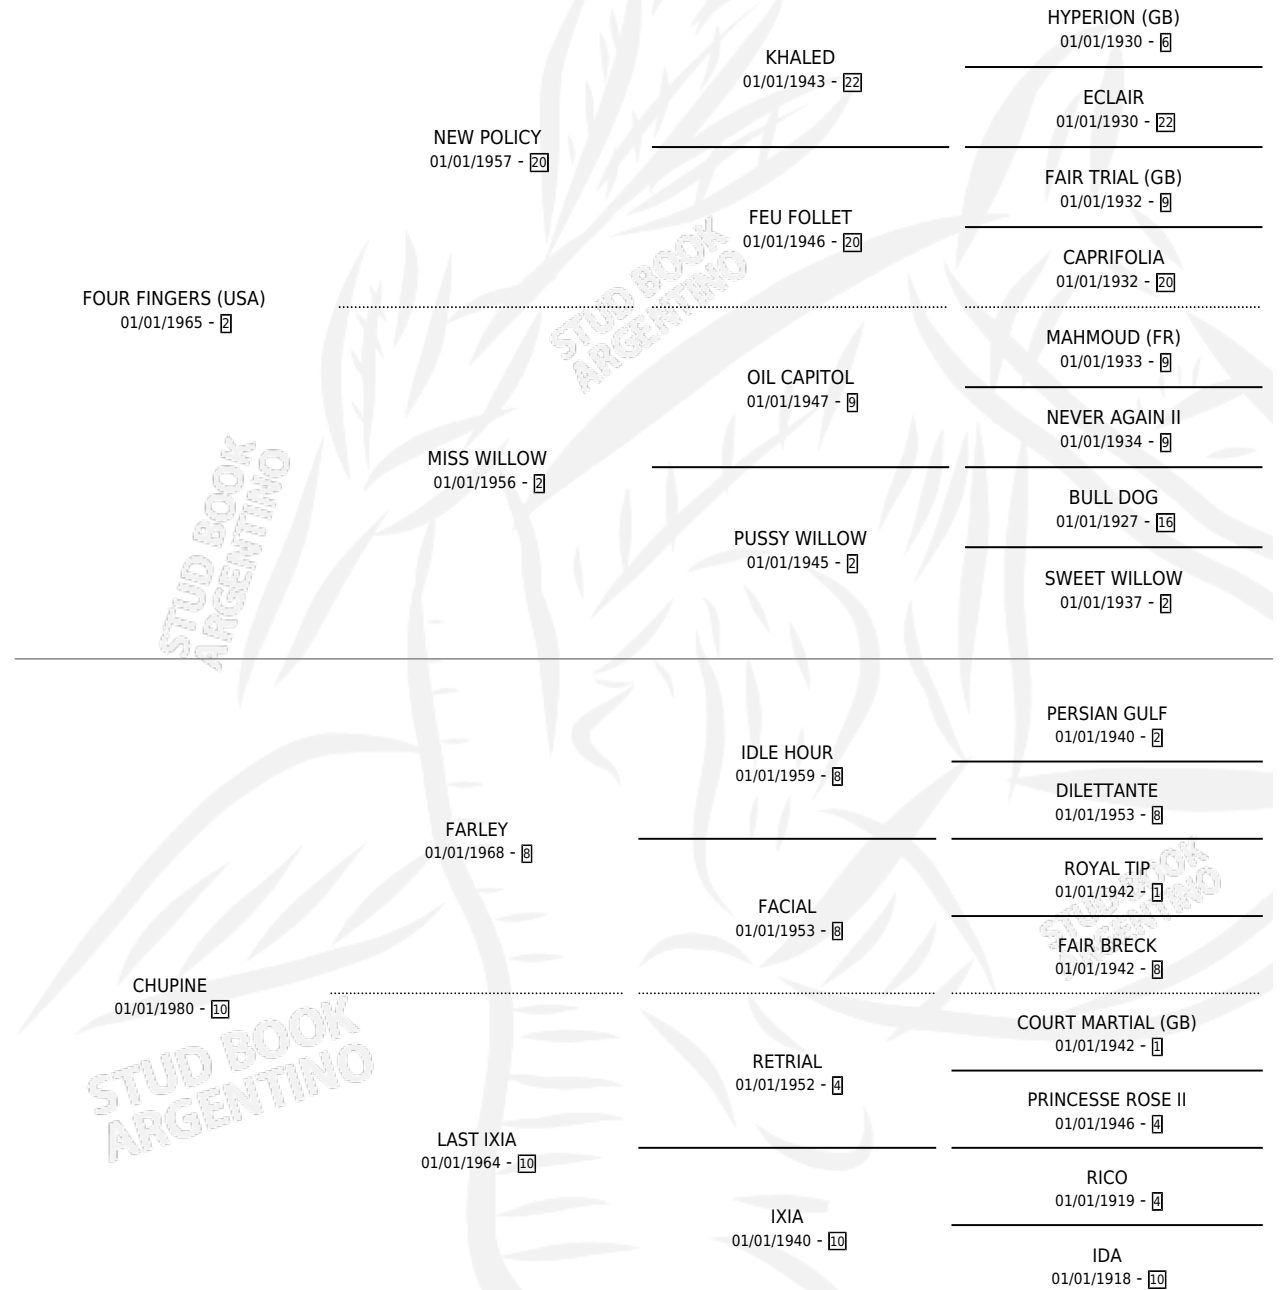 HYPERION (GB)
01/01/1930 - 6
KHALED
01/01/1943 - 22
ECLAIR
01/01/1930 - 22
NEW POLICY
01/01/1957 - 20
FAIR TRIAL (GB)
01/01/1932 - 9
FEU FOLLET
01/01/1946 - 20
CAPRIFOLIA
01/01/1932 - 20
FOUR FINGERS (USA)
01/01/1965 - 2
STUD BOOK
ARGENTINO
MAHMOUD (FR)
01/01/1933 - 9
OIL CAPITOL
01/01/1947 - 9
NEVER AGAIN II
01/01/1934 - 9
MISS WILLOW
01/01/1956 - 2
BULL DOG
01/01/1927 - 16
PUSSY WILLOW
01/01/1945 - 2
SWEET WILLOW
01/01/1937 - 2
STUD BOOK
ARGENTINO
PERSIAN GULF
01/01/1940 - 2
IDLE HOUR
01/01/1959 - 8
DILETTANTE
01/01/1953 - 8
FARLEY
01/01/1968 - 8
ROYAL TIP
01/01/1942 - 1
FACIAL
01/01/1953 - 8
FAIR BRECK
01/01/1942 - 8
STUD BOOK
ARGENTINO
CHUPINE
01/01/1980 - 10
COURT MARTIAL (GB)
01/01/1942 - 1
RETRIAL
01/01/1952 - 4
PRINCESSE ROSE II
01/01/1946 - 4
STUD BOOK
ARGENTINO
LAST IXIA
01/01/1964 - 10
RICO
01/01/1919 - 4
IXIA
01/01/1940 - 10
IDA
01/01/1918 - 10